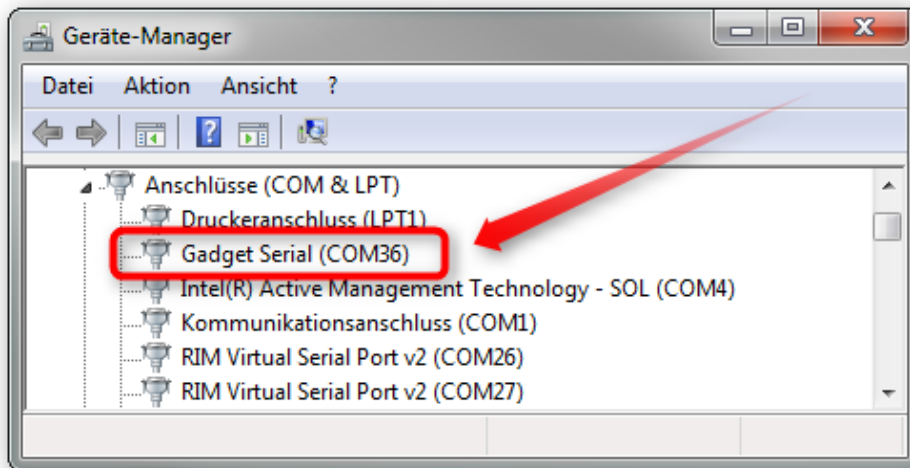 Geräte-Manager
Datei Aktion Ansicht ?
Anschlüsse (COM & LPT)
Druckeranschluss (LPT1)
Gadget Serial (COM36)
Intel(R) Active Management Technology - SOL (COM4)
Kommunikationsanschluss (COM1)
RIM Virtual Serial Port v2 (COM26)
RIM Virtual Serial Port v2 (COM27)